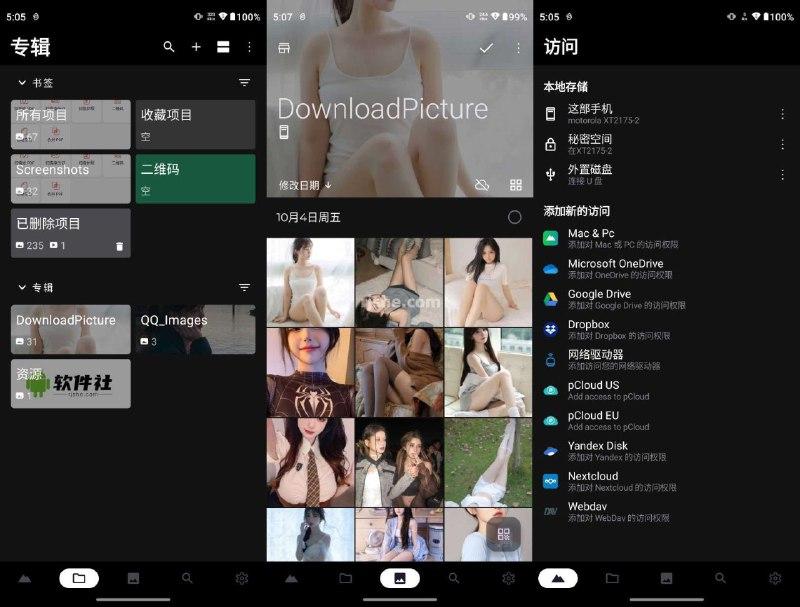 5:05
100%
专辑
书签
所有项目
67
收藏项目
空
Screenshots
32
二维码
空
已删除项目
235
1
专辑
DownloadPicture
31
QQ_Images
3
资源
软件社
rjshe.com
5:07
99%
DownloadPicture
修改日期 ↓
10月4日周五
rjshe.com
5:05
100%
访问
本地存储
这部手机
motorola XT2175-2
秘密空间
在XT2175-2
外置磁盘
连接 U 盘
添加新的访问
Mac & Pc
添加对 Mac 或 PC 的访问权限
Microsoft OneDrive
添加对 OneDrive 的访问权限
Google Drive
添加对 Google Drive 的访问权限
Dropbox
添加对 Dropbox 的访问权限
网络驱动器
添加访问您的网络驱动器
pCloud US
Add access to pCloud
pCloud EU
Add access to pCloud
Yandex Disk
添加对 Yandex 的访问权限
Nextcloud
添加对 Nextcloud 的访问权限
Webdav
添加对 WebDav 的访问权限